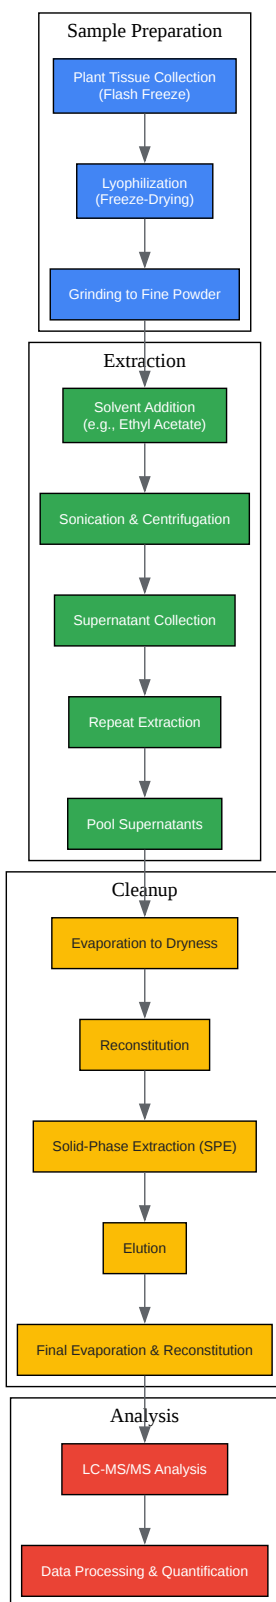 Sample Preparation
Plant Tissue Collection
(Flash Freeze)
Lyophilization
(Freeze-Drying)
Grinding to Fine Powder
Extraction
Solvent Addition
(e.g., Ethyl Acetate)
Sonication & Centrifugation
Supernatant Collection
Repeat Extraction
Pool Supernatants
Cleanup
Evaporation to Dryness
Reconstitution
Solid-Phase Extraction (SPE)
Elution
Final Evaporation & Reconstitution
Analysis
LC-MS/MS Analysis
Data Processing & Quantification